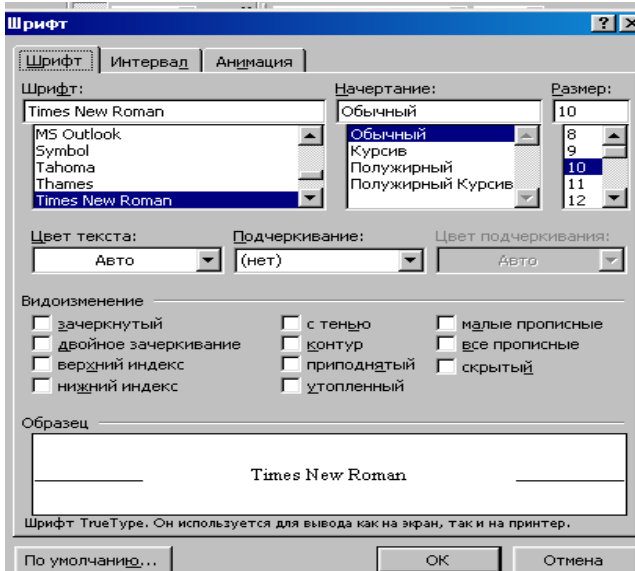 Шрифт
Шрифт Интервал Анимация
Шрифт: Начертание: Размер:
Times New Roman Обычный 10
MS Outlook Обычный 8
Symbol Курсив 9
Tahoma Полужирный 10
Thames Полужирный Курсив 11
Times New Roman 12
Цвет текста: Подчеркивание: Цвет подчеркивания:
Авто (нет) Авто
Видоизменение
зачеркнутый с тенью малые прописные
двойное зачеркивание контур все прописные
верхний индекс приподнятый скрытый
нижний индекс утопленный
Образец
Times New Roman
Шрифт TrueType. Он используется для вывода как на экран, так и на принтер.
По умолчанию... ОК Отмена